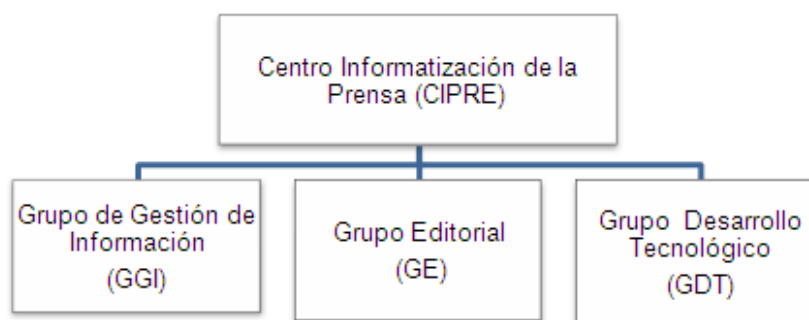 Centro Informatización de la
Prensa (CIPRE)
Grupo de Gestión de
Información
(GGI)
Grupo Editorial
(GE)
Grupo Desarrollo
Tecnológico
(GDT)